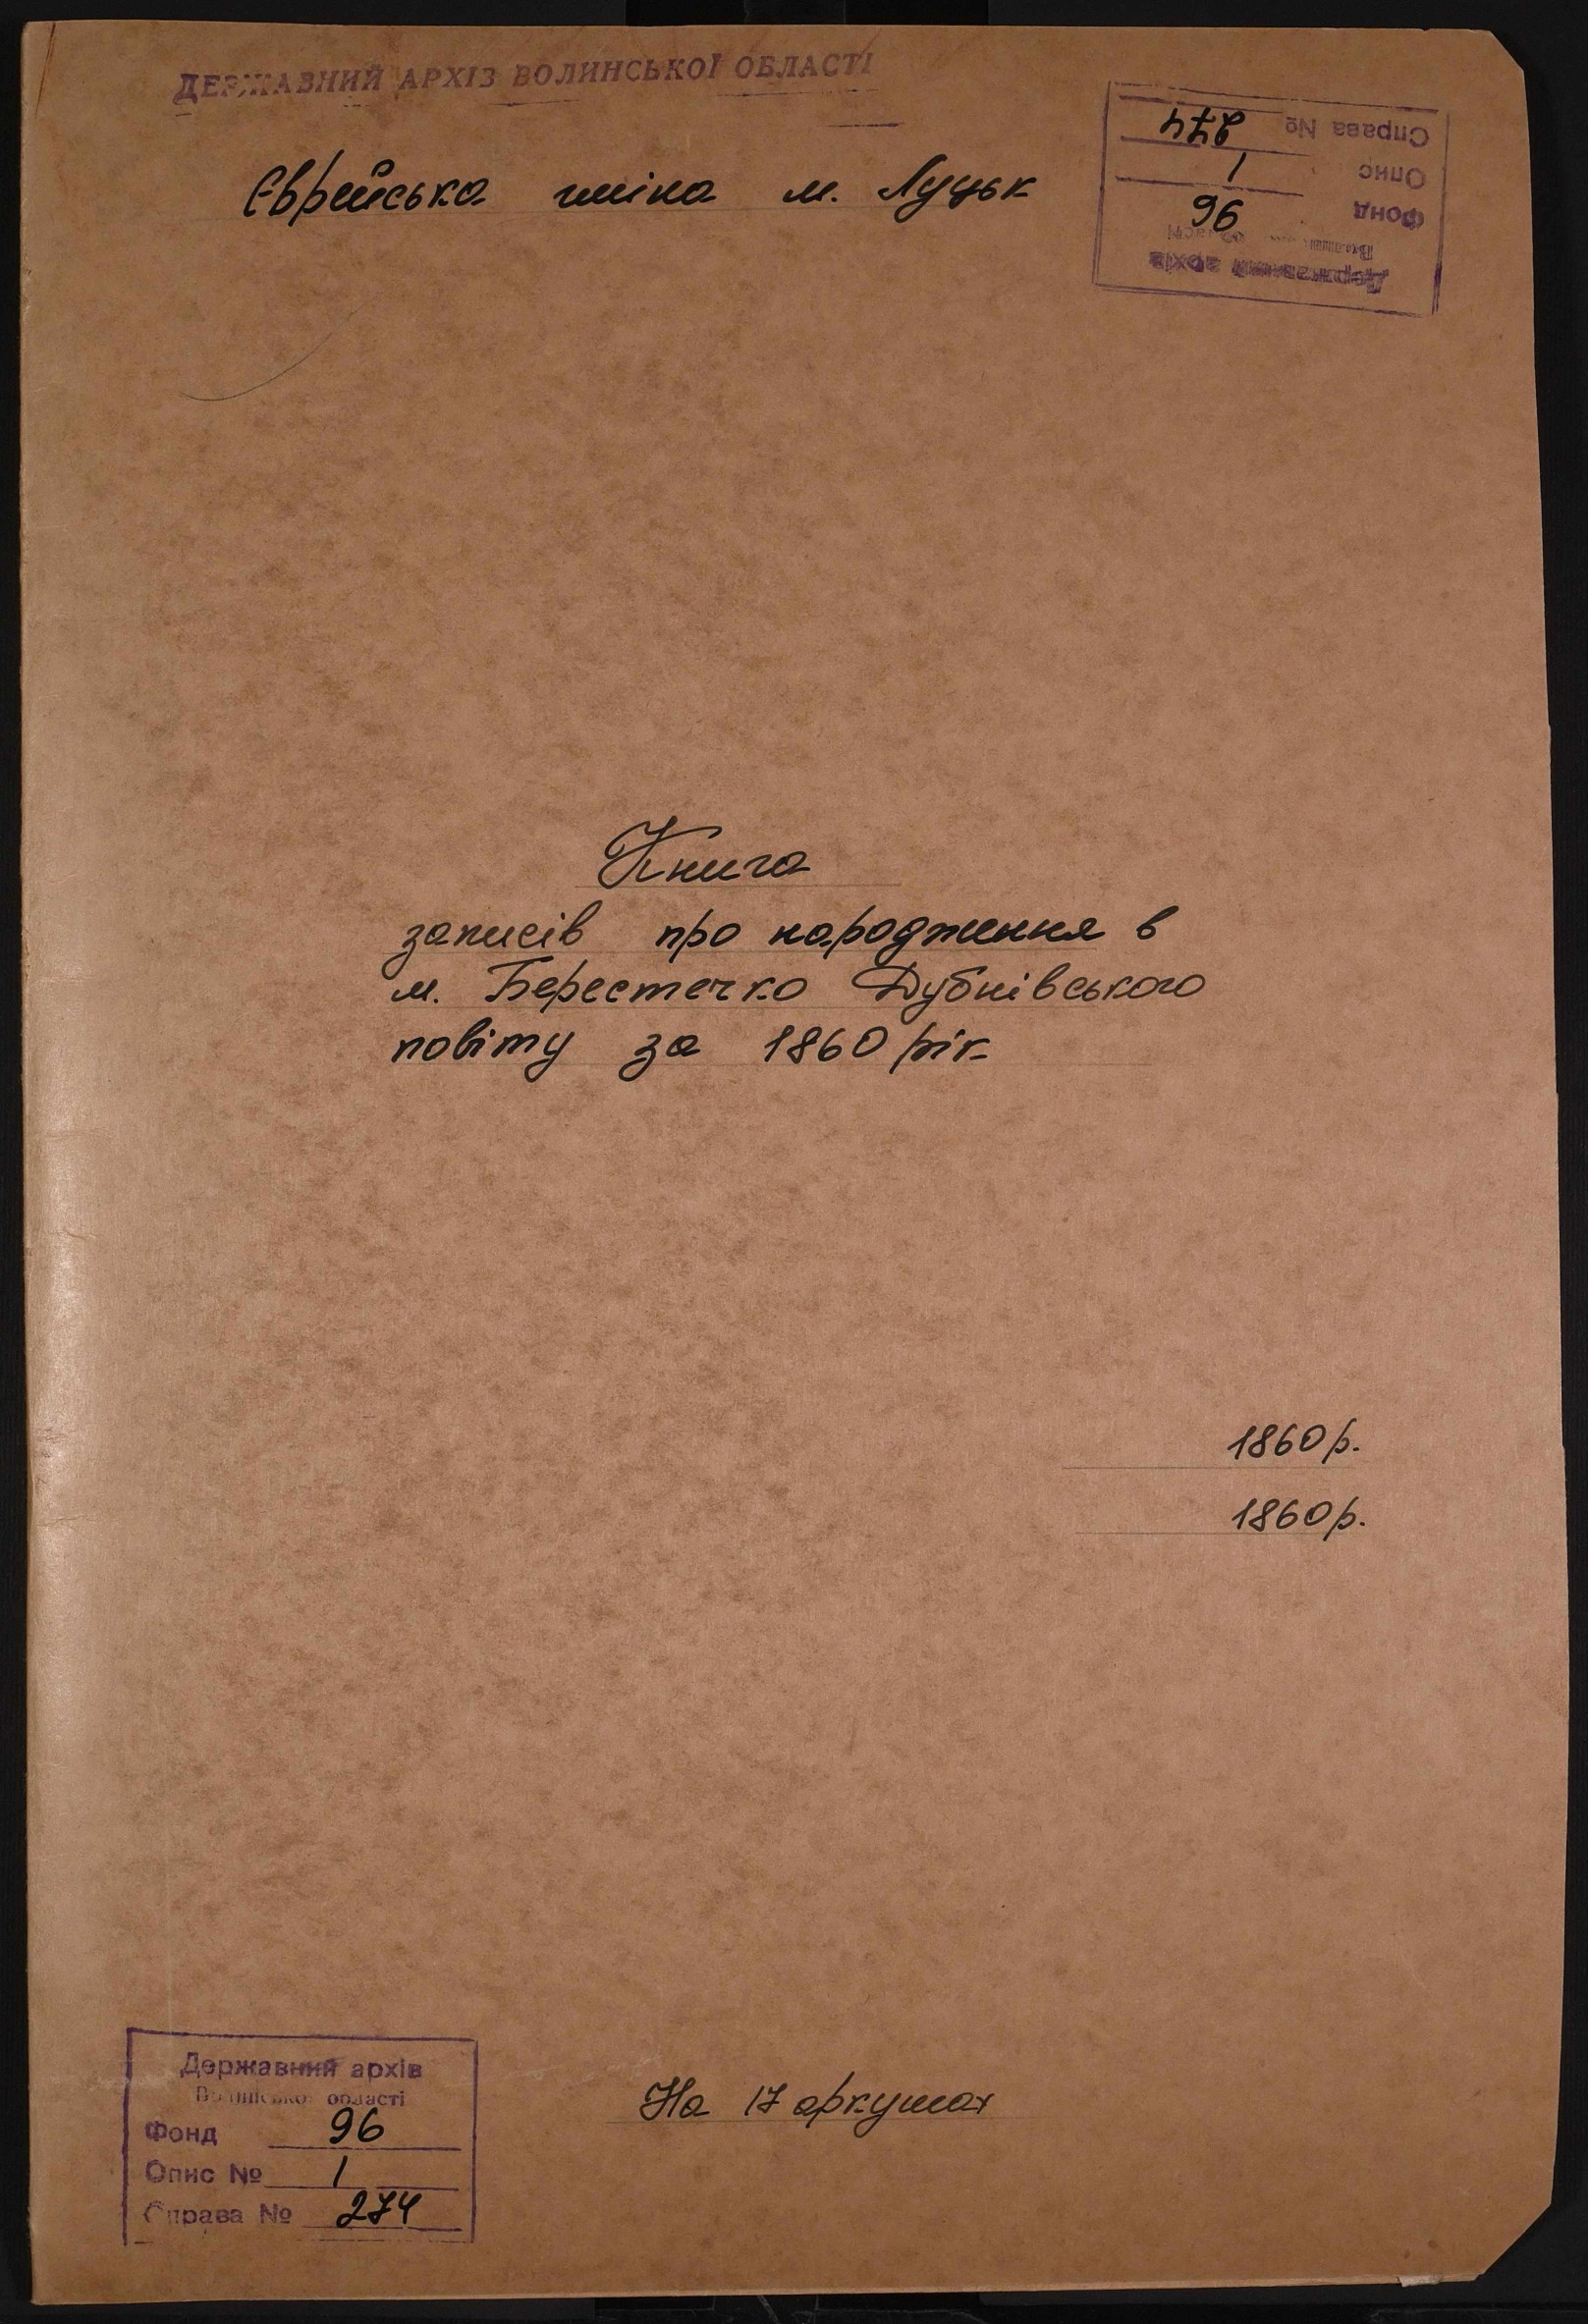 ДЕРЖАВНИЙ АРХІВ ВОЛИНСЬКОЇ ОБЛАСТІ
Справа № 274
Опис 1
Фонд 96
Державний архів
Єврейська гміна м. Луцьк
Книга
записів про народження в
м. Берестечко Дубнівського
повіту за 1860 рік
1860 р.
1860 р.
На 17 аркушах
Державний архів
Волинської області
Фонд 96
Опис № 1
Справа № 274